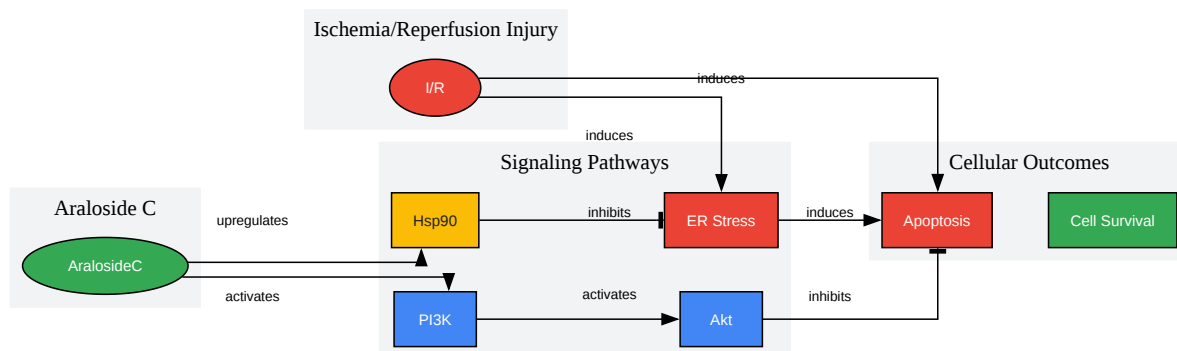 Ischemia/Reperfusion Injury
I/R
induces
induces
Signaling Pathways
Cellular Outcomes
Araloside C
upregulates
Hsp90
inhibits
ER Stress
induces
Apoptosis
Cell Survival
AralosideC
activates
PI3K
activates
Akt
inhibits